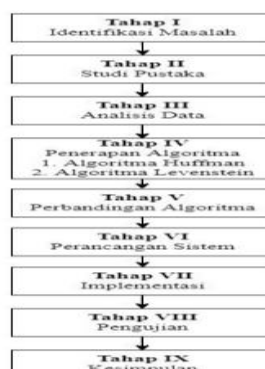 Tahap I
Identifikasi Masalah
Tahap II
Studi Pustaka
Tahap III
Analisis Data
Tahap IV
Penerapan Algoritma
1. Algoritma Huffman
2. Algoritma Levenstein
Tahap V
Perbandingan Algoritma
Tahap VI
Perancangan Sistem
Tahap VII
Implementasi
Tahap VIII
Pengujian
Tahap IX
Kesimpulan